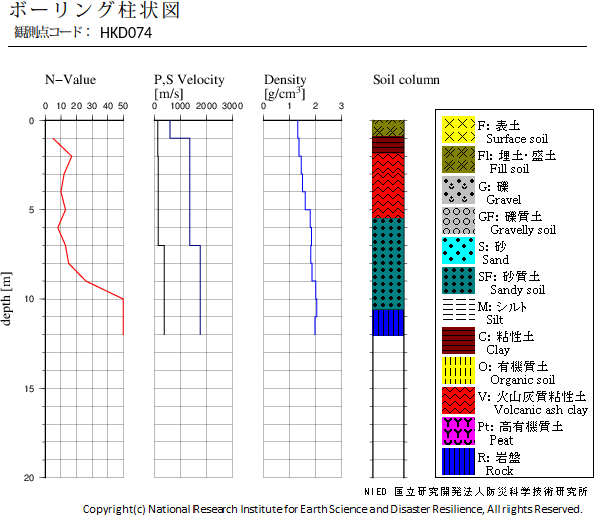 ボーリング柱状図
観測点コード： HKD074
N-Value
P,S Velocity
[m/s]
Density
[g/cm³]
Soil column
0 10 20 30 40 50
0 1000 2000 3000
0 1 2 3
0
5
10
15
20
depth [m]
F: 表土
Surface soil
Fl: 埋土・盛土
Fill soil
G: 礫
Gravel
GF: 礫質土
Gravelly soil
S: 砂
Sand
SF: 砂質土
Sandy soil
M: シルト
Silt
C: 粘性土
Clay
O: 有機質土
Organic soil
V: 火山灰質粘性土
Volcanic ash clay
Pt: 高有機質土
Peat
R: 岩盤
Rock
NIED 国立研究開発法人防災科学技術研究所
Copyright(c) National Research Institute for Earth Science and Disaster Resilience, All rights Reserved.